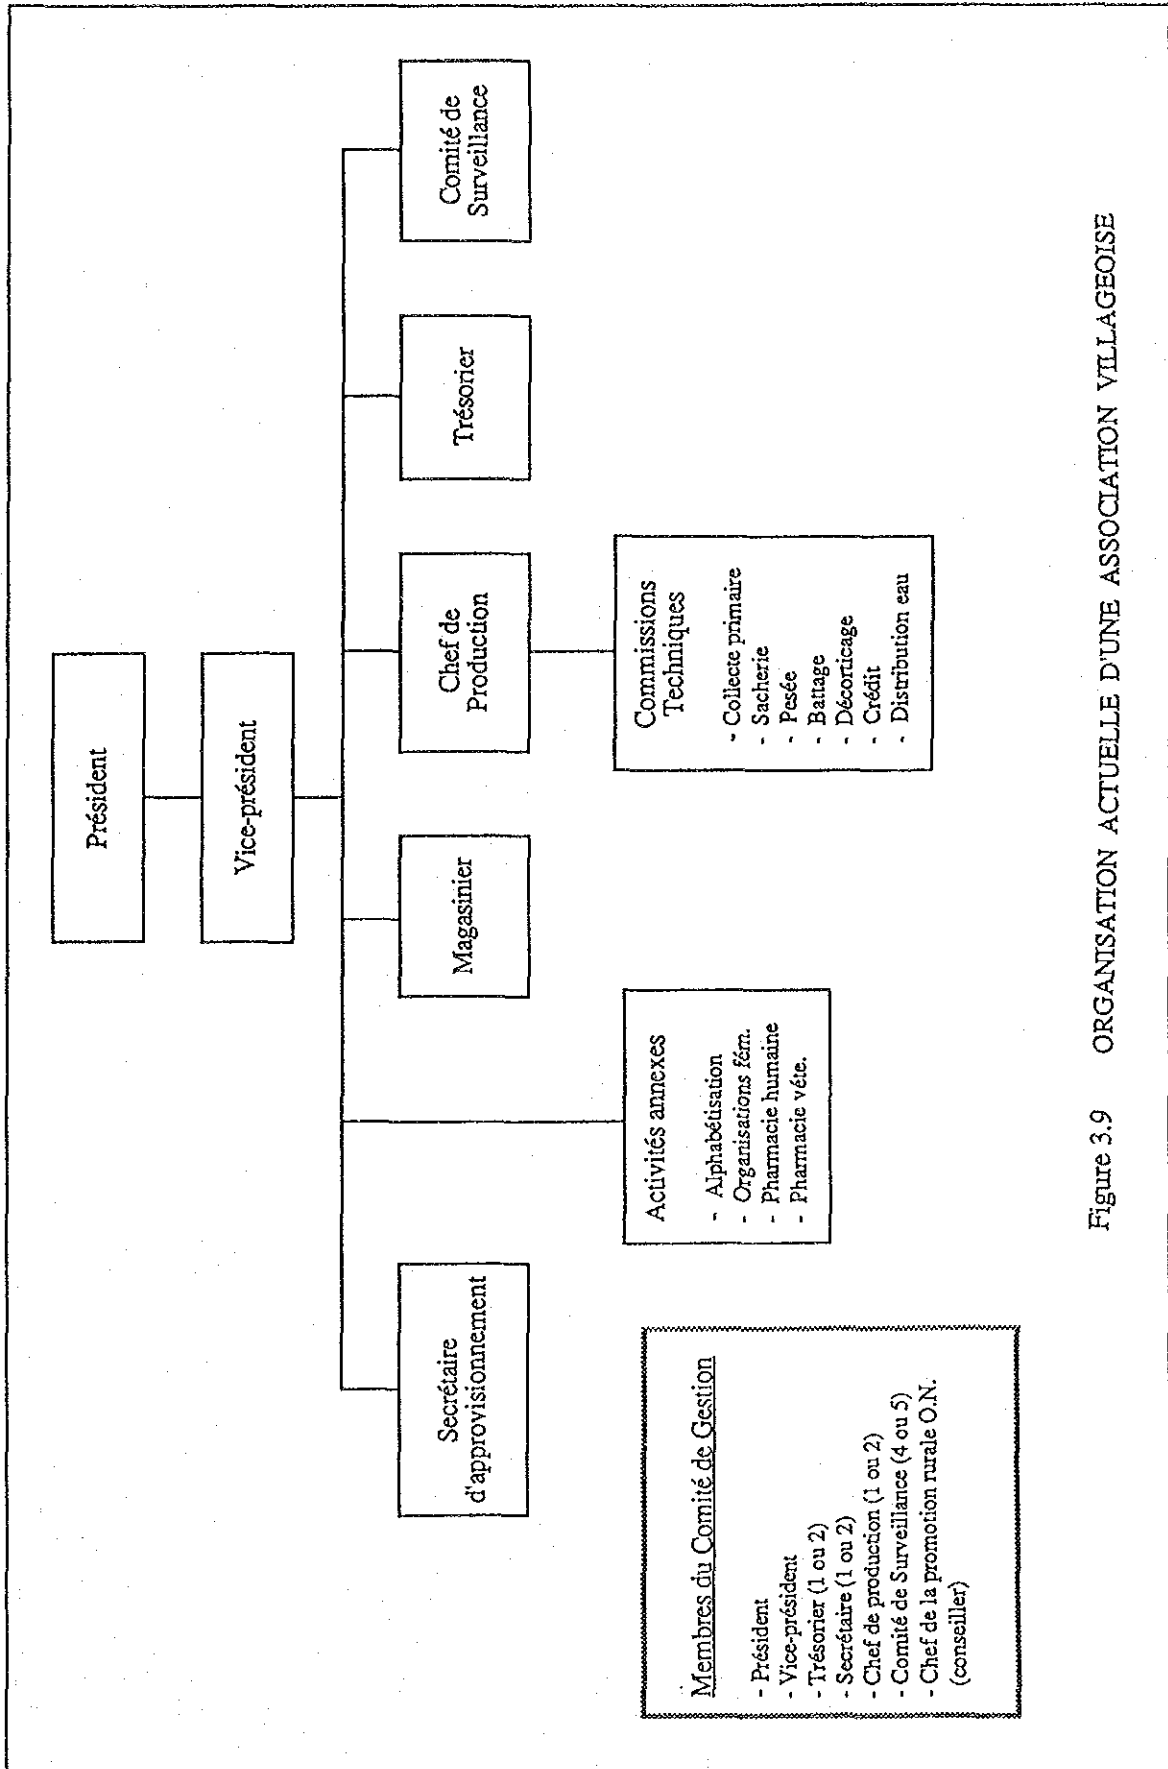 Président
Vice-président
Secrétaire
d'approvisionnement
Magasinier
Chef de
Production
Trésorier
Comité de
Surveillance
Activités annexes
- Alphabétisation
- Organisations fém.
- Pharmacie humaine
- Pharmacie véte.
Commissions
Techniques
- Collecte primaire
- Sacherie
- Pesée
- Battage
- Décorticage
- Crédit
- Distribution eau
Membres du Comité de Gestion
- Président
- Vice-président
- Trésorier (1 ou 2)
- Secrétaire (1 ou 2)
- Chef de production (1 ou 2)
- Comité de Surveillance (4 ou 5)
- Chef de la promotion rurale O.N.
(conseiller)
Figure 3.9 ORGANISATION ACTUELLE D'UNE ASSOCIATION VILLAGEOISE